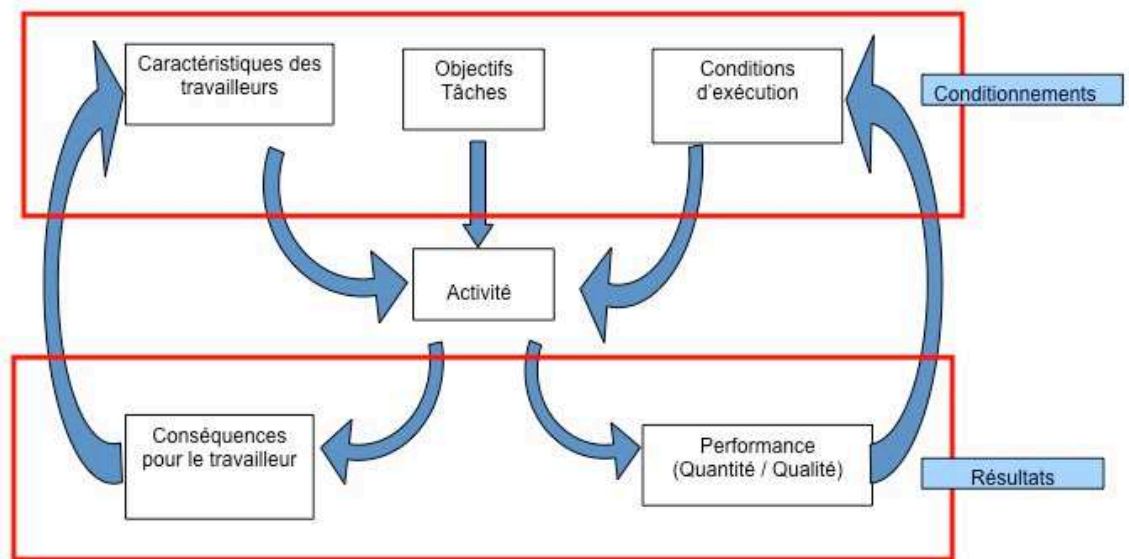 Caractéristiques des
travailleurs
Objectifs
Tâches
Conditions
d'exécution
Conditionnements
Activité
Conséquences
pour le travailleur
Performance
(Quantité / Qualité)
Résultats